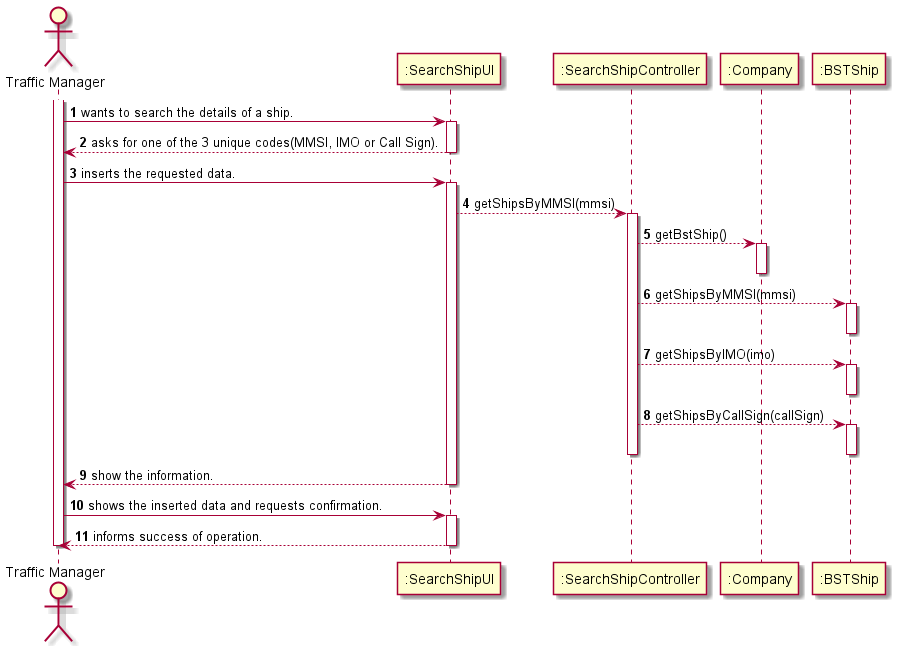 Traffic Manager
:SearchShipUI
:SearchShipController
:Company
:BSTShip
1 wants to search the details of a ship.
2 asks for one of the 3 unique codes(MMSI, IMO or Call Sign).
3 inserts the requested data.
4 getShipsByMMSI(mmsi)
5 getBstShip()
6 getShipsByMMSI(mmsi)
7 getShipsByIMO(imo)
8 getShipsByCallSign(callSign)
9 show the information.
10 shows the inserted data and requests confirmation.
11 informs success of operation.
Traffic Manager
:SearchShipUI
:SearchShipController
:Company
:BSTShip